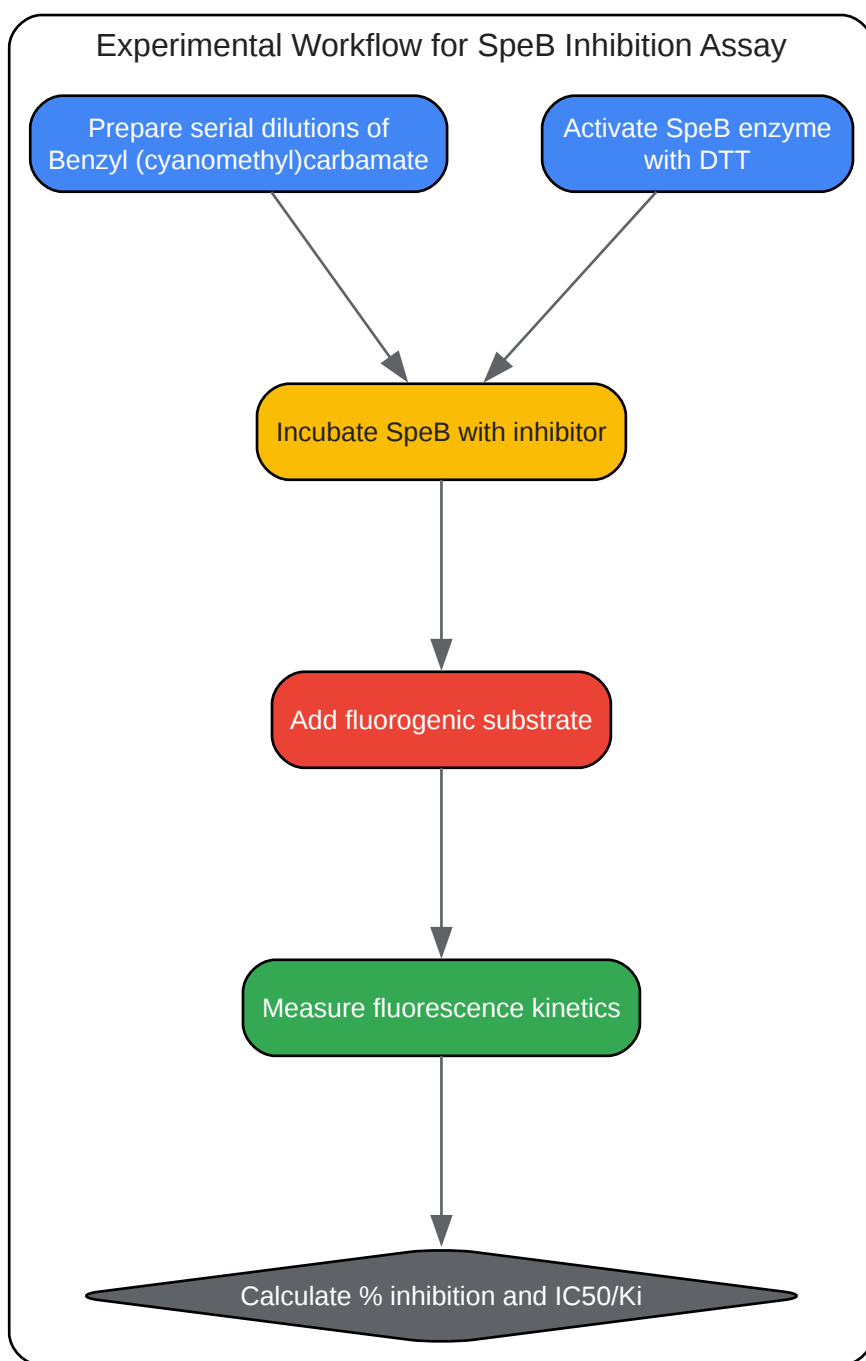 Experimental Workflow for SpeB Inhibition Assay
Prepare serial dilutions of
Benzyl (cyanomethyl)carbamate
Activate SpeB enzyme
with DTT
Incubate SpeB with inhibitor
Add fluorogenic substrate
Measure fluorescence kinetics
Calculate % inhibition and IC50/Ki